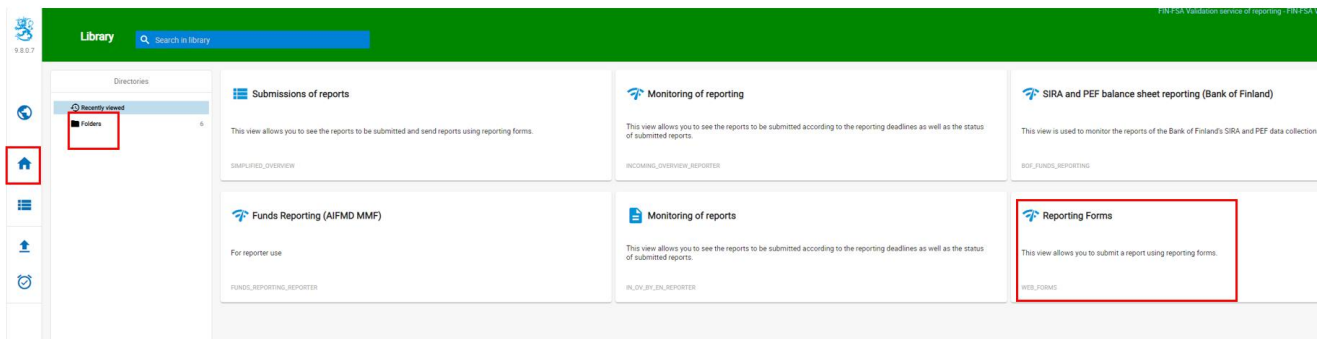 FIN-FSA Validation service of reporting - FIN-FSA
9.8.0.7
Library
Search in library
Directories
Recently viewed
Folders
6
Submissions of reports
This view allows you to see the reports to be submitted and send reports using reporting forms.
SIMPLIFIED_OVERVIEW
Monitoring of reporting
This view allows you to see the reports to be submitted according to the reporting deadlines as well as the status
of submitted reports.
INCOMING_OVERVIEW_REPORTER
SIRA and PEF balance sheet reporting (Bank of Finland)
This view is used to monitor the reports of the Bank of Finland's SIRA and PEF data collection
BOF_FUNDS_REPORTING
Funds Reporting (AIFMD MMF)
For reporter use
FUNDS_REPORTING_REPORTER
Monitoring of reports
This view allows you to see the reports to be submitted according to the reporting deadlines as well as the status
of submitted reports.
IN_OV_BY_EN_REPORTER
Reporting Forms
This view allows you to submit a report using reporting forms.
WEB_FORMS